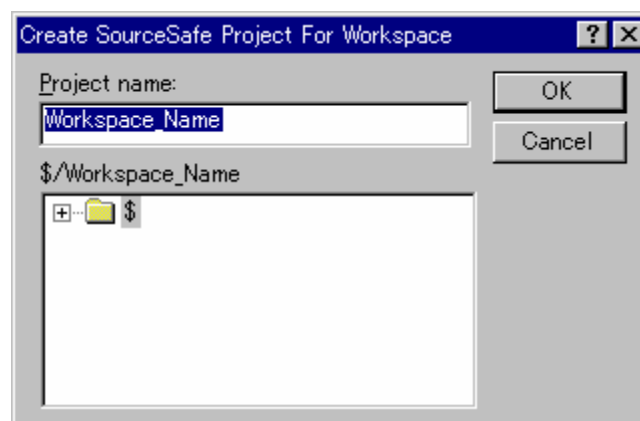 Create SourceSafe Project For Workspace
Project name:
OK
Workspace_Name
Cancel
$/Workspace_Name
$